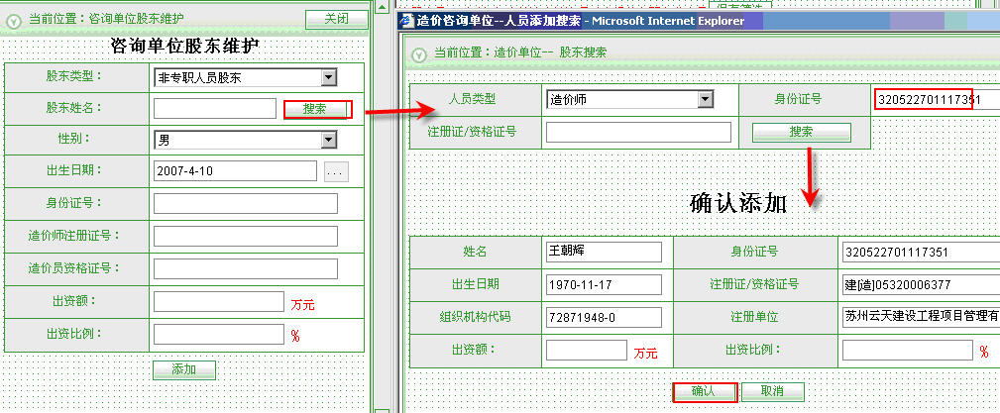 当前位置：咨询单位股东维护
关闭
咨询单位股东维护
股东类型： 非专职人员股东
股东姓名： 搜索
性别： 男
出生日期： 2007-4-10 ...
身份证号：
造价师注册证号：
造价员资格证号：
出资额： 万元
出资比例： %
添加
造价咨询单位--人员添加搜索 - Microsoft Internet Explorer
当前位置：造价单位-- 股东搜索
人员类型 造价师 身份证号 320522701117351
注册证/资格证号 搜索
确认添加
姓名 王朝辉 身份证号 320522701117351
出生日期 1970-11-17 注册证/资格证号 建[造]05320006377
组织机构代码 72871948-0 注册单位 苏州云天建设工程项目管理有
出资额： 万元 出资比例： %
确认 取消